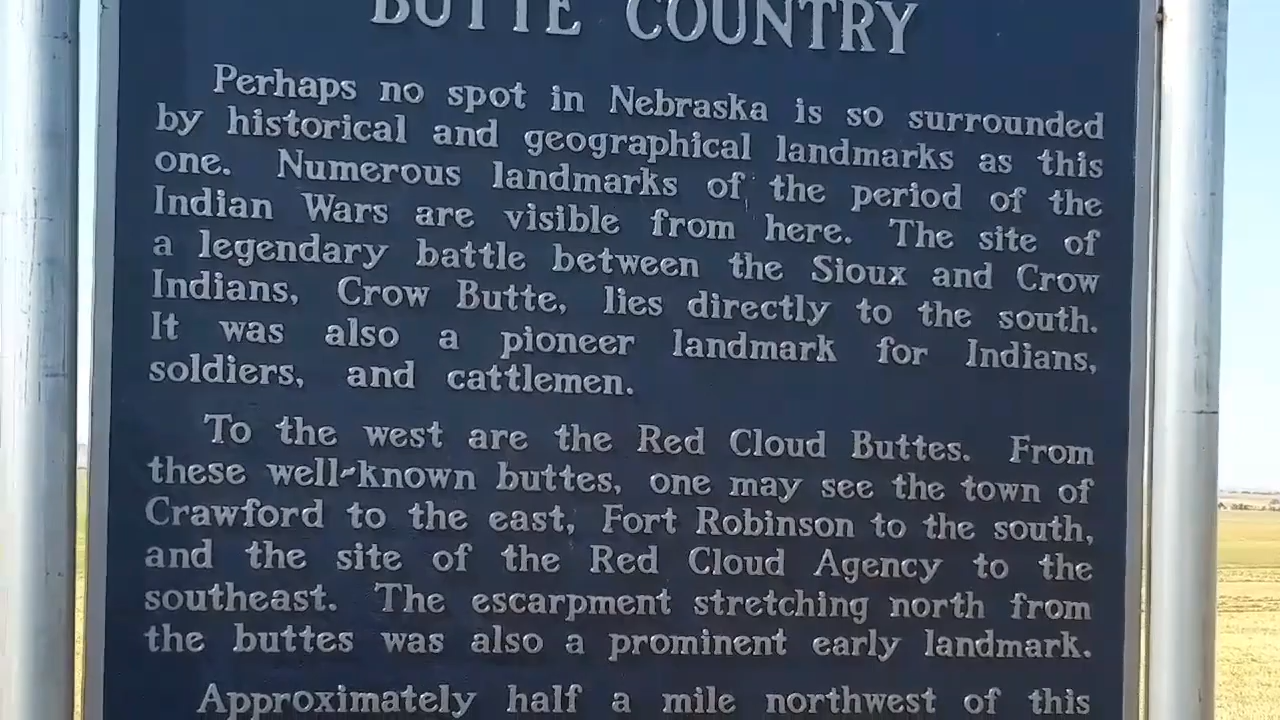 BUTTE COUNTRY
Perhaps no spot in Nebraska is so surrounded
by historical and geographical landmarks as this
one. Numerous landmarks of the period of the
Indian Wars are visible from here. The site of
a legendary battle between the Sioux and Crow
Indians, Crow Butte, lies directly to the south.
It was also a pioneer landmark for Indians,
soldiers, and cattlemen.
To the west are the Red Cloud Buttes. From
these well-known buttes, one may see the town of
Crawford to the east, Fort Robinson to the south,
and the site of the Red Cloud Agency to the
southeast. The escarpment stretching north from
the buttes was also a prominent early landmark.
Approximately half a mile northwest of this